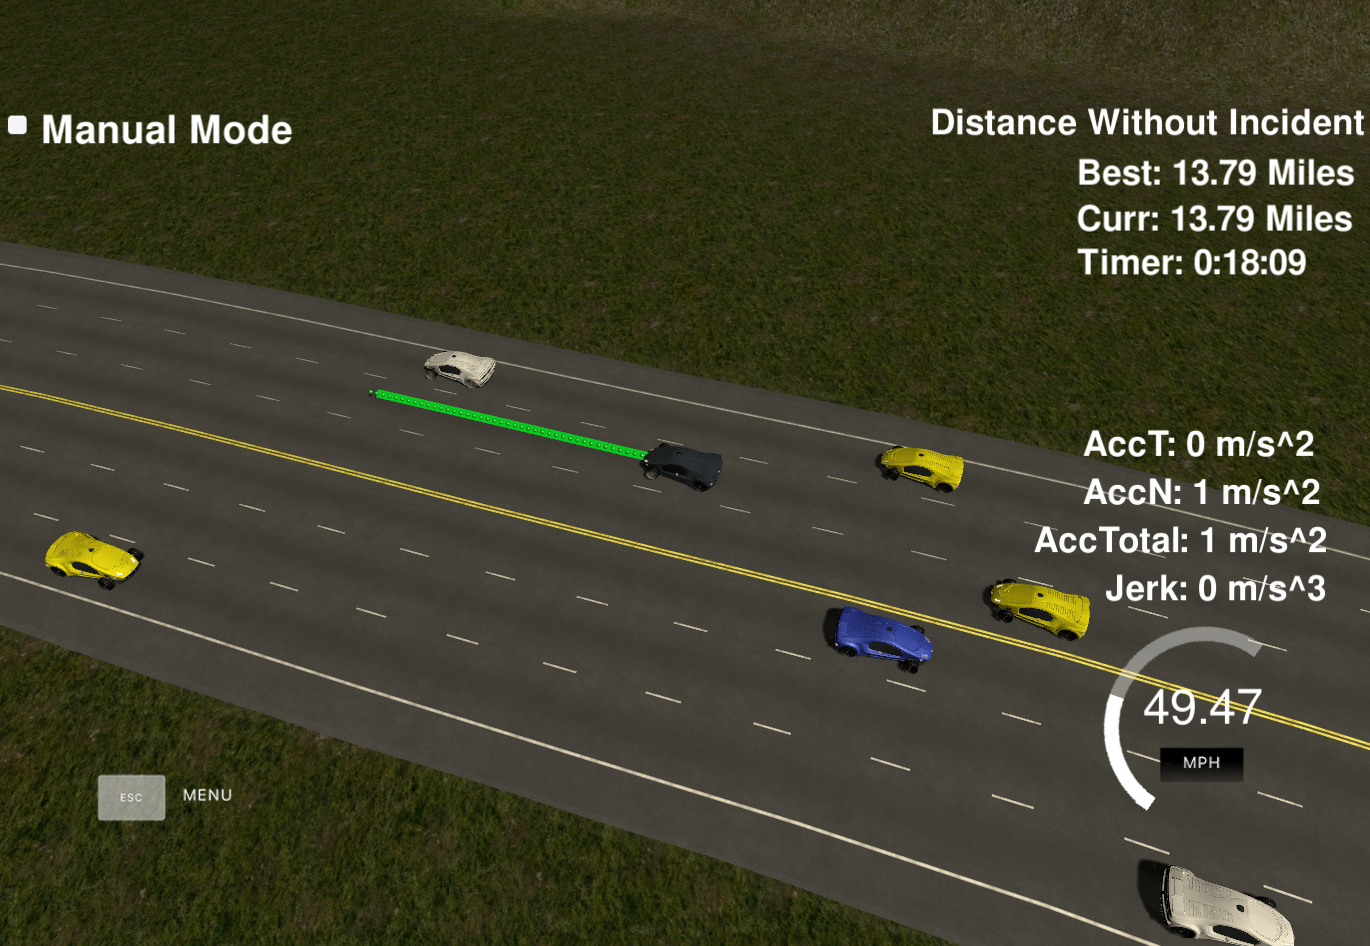 Manual Mode
Distance Without Incident
Best: 13.79 Miles
Curr: 13.79 Miles
Timer: 0:18:09
AccT: 0 m/s^2
AccN: 1 m/s^2
AccTotal: 1 m/s^2
Jerk: 0 m/s^3
49.47
MPH
ESC MENU